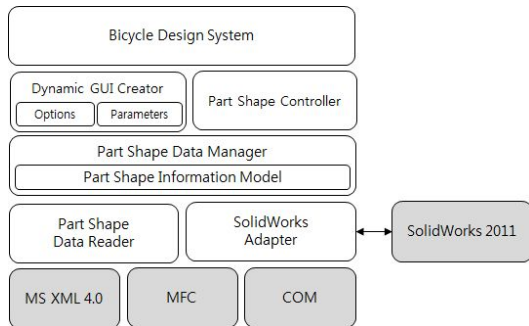 Bicycle Design System
Dynamic GUI Creator
Options
Parameters
Part Shape Controller
Part Shape Data Manager
Part Shape Information Model
Part Shape
Data Reader
SolidWorks
Adapter
SolidWorks 2011
MS XML 4.0
MFC
COM